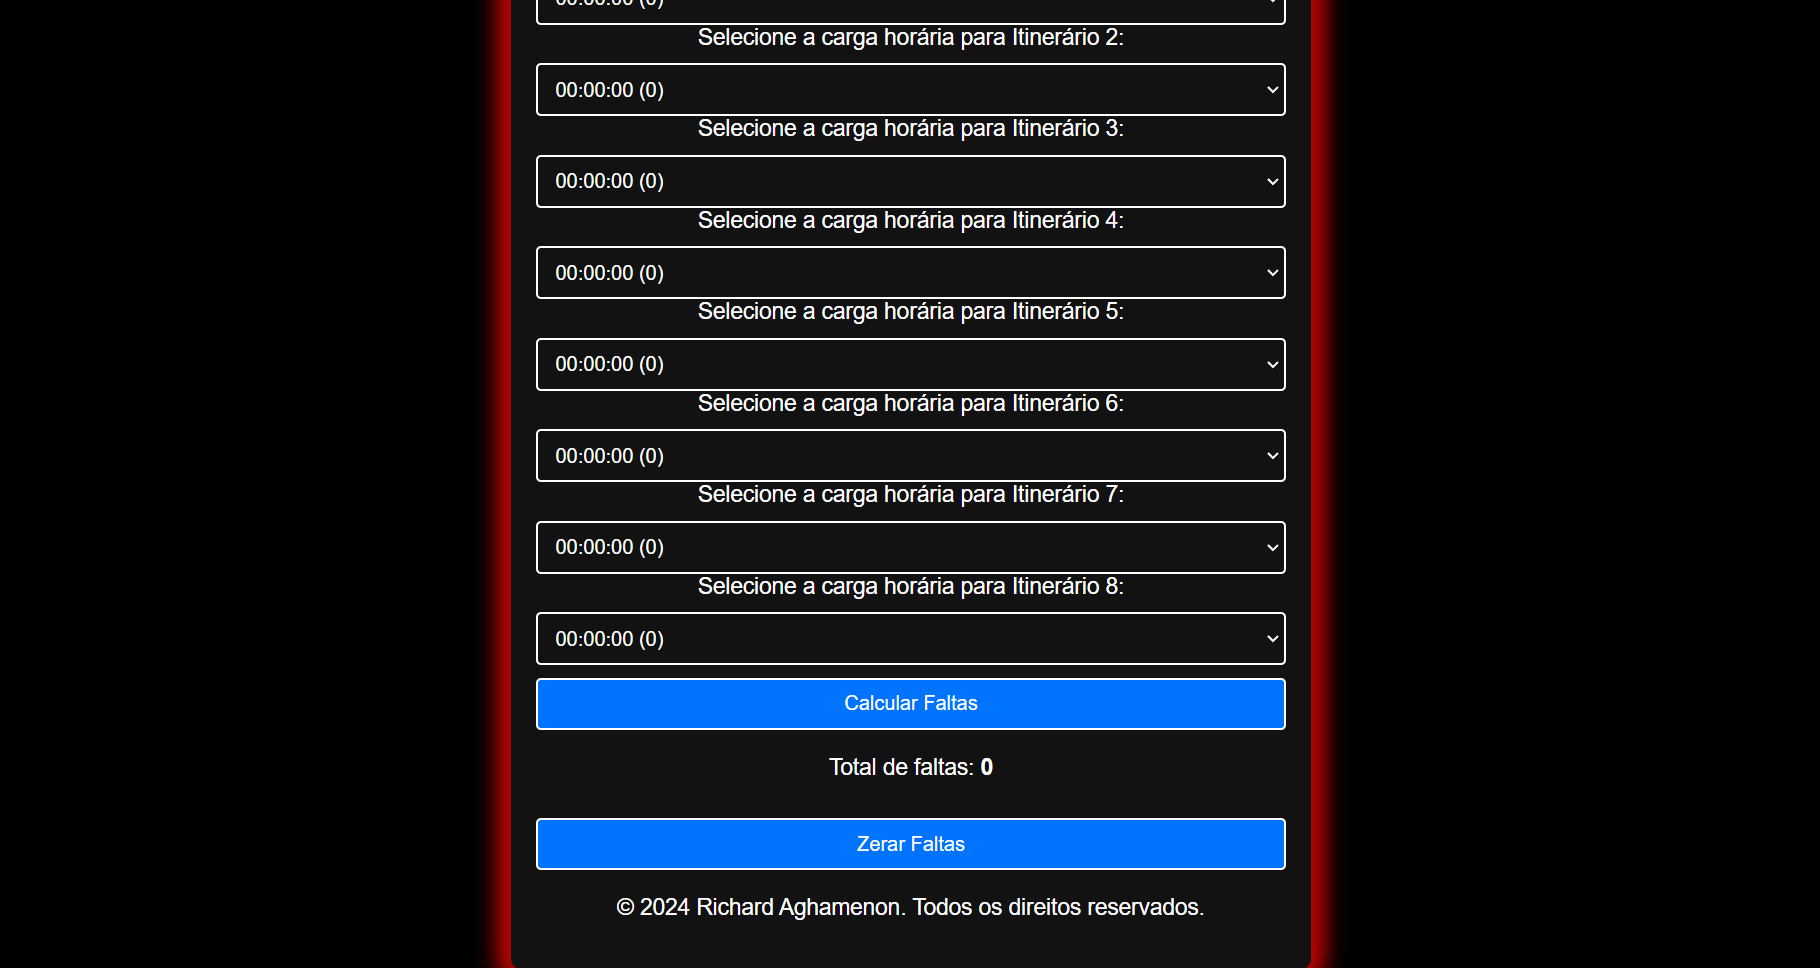 00:00:00 (0)
Selecione a carga horária para Itinerário 2:
00:00:00 (0)
Selecione a carga horária para Itinerário 3:
00:00:00 (0)
Selecione a carga horária para Itinerário 4:
00:00:00 (0)
Selecione a carga horária para Itinerário 5:
00:00:00 (0)
Selecione a carga horária para Itinerário 6:
00:00:00 (0)
Selecione a carga horária para Itinerário 7:
00:00:00 (0)
Selecione a carga horária para Itinerário 8:
00:00:00 (0)
Calcular Faltas
Total de faltas: 0
Zerar Faltas
© 2024 Richard Aghamenon. Todos os direitos reservados.